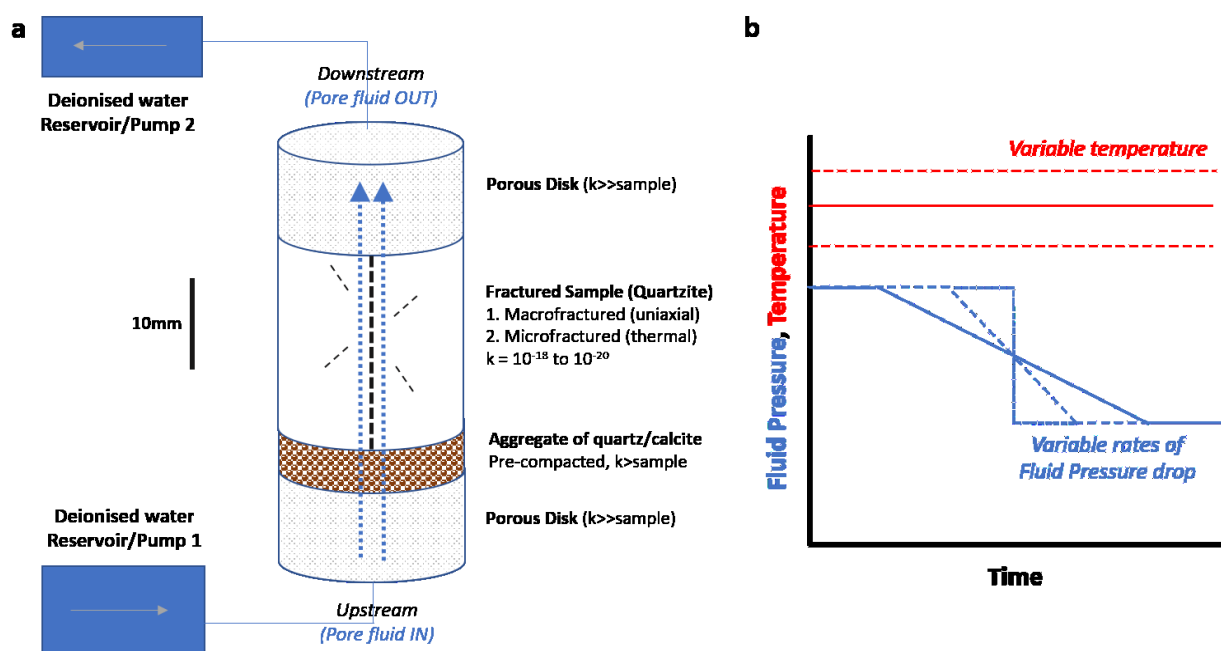 a
Deionised water
Reservoir/Pump 2
Downstream
(Pore fluid OUT)
Porous Disk (k>>sample)
10mm
Fractured Sample (Quartzite)
1. Macrofractured (uniaxial)
2. Microfractured (thermal)
k = 10⁻¹⁸ to 10⁻²⁰
Aggregate of quartz/calcite
Pre-compacted, k>sample
Deionised water
Reservoir/Pump 1
Porous Disk (k>>sample)
Upstream
(Pore fluid IN)
b
Variable temperature
Fluid Pressure, Temperature
Variable rates of
Fluid Pressure drop
Time